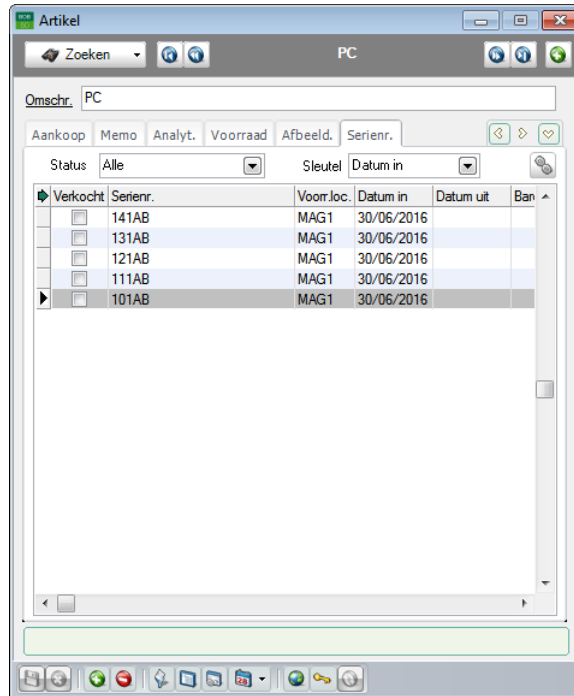 Artikel
Zoeken PC
Omschr. PC
Aankoop Memo Analyt. Voorraad Afbeeld. Serienr.
Status Alle Sleutel Datum in
Verkocht Serienr. Voorr.loc. Datum in Datum uit Ban
141AB MAG1 30/06/2016
131AB MAG1 30/06/2016
121AB MAG1 30/06/2016
111AB MAG1 30/06/2016
101AB MAG1 30/06/2016